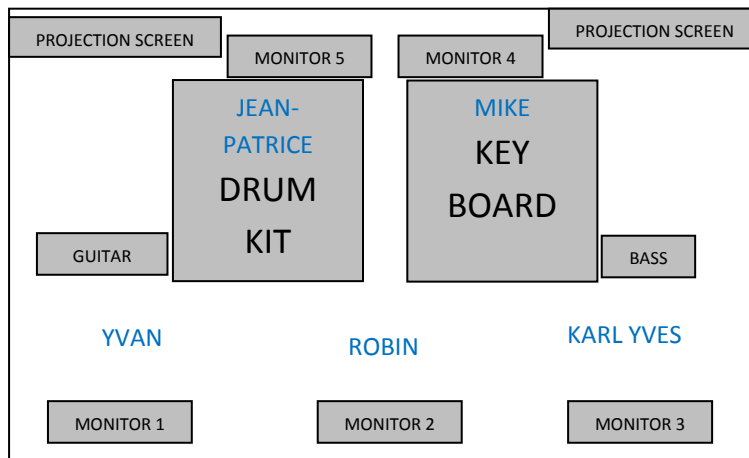 PROJECTION SCREEN
PROJECTION SCREEN
MONITOR 5
MONITOR 4
JEAN-
PATRICE
DRUM
KIT
MIKE
KEY
BOARD
GUITAR
BASS
YVAN
ROBIN
KARL YVES
MONITOR 1
MONITOR 2
MONITOR 3